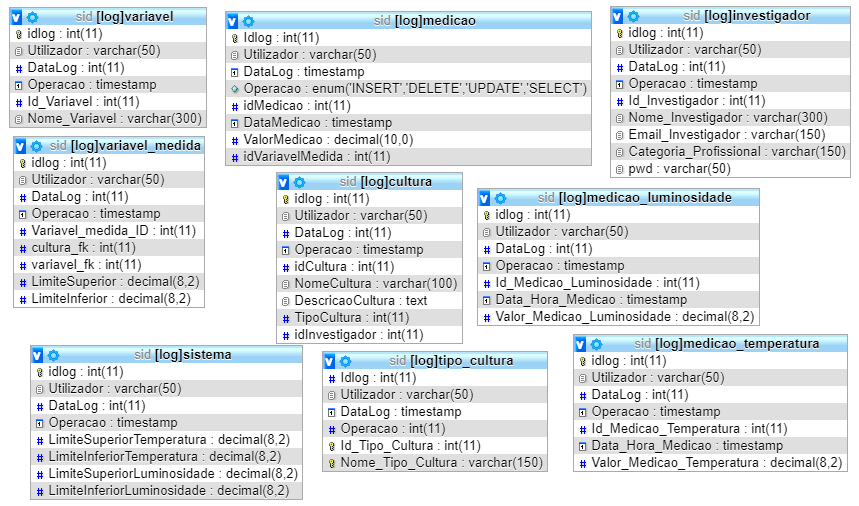 sid [log]variavel
idlog : int(11)
Utilizador : varchar(50)
DataLog : int(11)
Operacao : timestamp
Id_Variavel : int(11)
Nome_Variavel : varchar(300)
sid [log]medicao
Idlog : int(11)
Utilizador : varchar(50)
DataLog : timestamp
Operacao : enum('INSERT','DELETE','UPDATE','SELECT')
idMedicao : int(11)
DataMedicao : timestamp
ValorMedicao : decimal(10,0)
idVariavelMedida : int(11)
sid [log]investigador
idlog : int(11)
Utilizador : varchar(50)
DataLog : int(11)
Operacao : timestamp
Id_Investigador : int(11)
Nome_Investigador : varchar(300)
Email_Investigador : varchar(150)
Categoria_Profissional : varchar(150)
pwd : varchar(50)
sid [log]variavel_medida
idlog : int(11)
Utilizador : varchar(50)
DataLog : int(11)
Operacao : timestamp
Variavel_medida_ID : int(11)
cultura_fk : int(11)
variavel_fk : int(11)
LimiteSuperior : decimal(8,2)
LimiteInferior : decimal(8,2)
sid [log]cultura
idlog : int(11)
Utilizador : varchar(50)
DataLog : int(11)
Operacao : timestamp
idCultura : int(11)
NomeCultura : varchar(100)
DescricaoCultura : text
TipoCultura : int(11)
idInvestigador : int(11)
sid [log]medicao_luminosidade
idlog : int(11)
Utilizador : varchar(50)
DataLog : int(11)
Operacao : timestamp
Id_Medicao_Luminosidade : int(11)
Data_Hora_Medicao : timestamp
Valor_Medicao_Luminosidade : decimal(8,2)
sid [log]sistema
idlog : int(11)
Utilizador : varchar(50)
DataLog : int(11)
Operacao : timestamp
LimiteSuperiorTemperatura : decimal(8,2)
LimiteInferiorTemperatura : decimal(8,2)
LimiteSuperiorLuminosidade : decimal(8,2)
LimiteInferiorLuminosidade : decimal(8,2)
sid [log]tipo_cultura
Idlog : int(11)
Utilizador : varchar(50)
DataLog : timestamp
Operacao : int(11)
Id_Tipo_Cultura : int(11)
Nome_Tipo_Cultura : varchar(150)
sid [log]medicao_temperatura
idlog : int(11)
Utilizador : varchar(50)
DataLog : int(11)
Operacao : timestamp
Id_Medicao_Temperatura : int(11)
Data_Hora_Medicao : timestamp
Valor_Medicao_Temperatura : decimal(8,2)